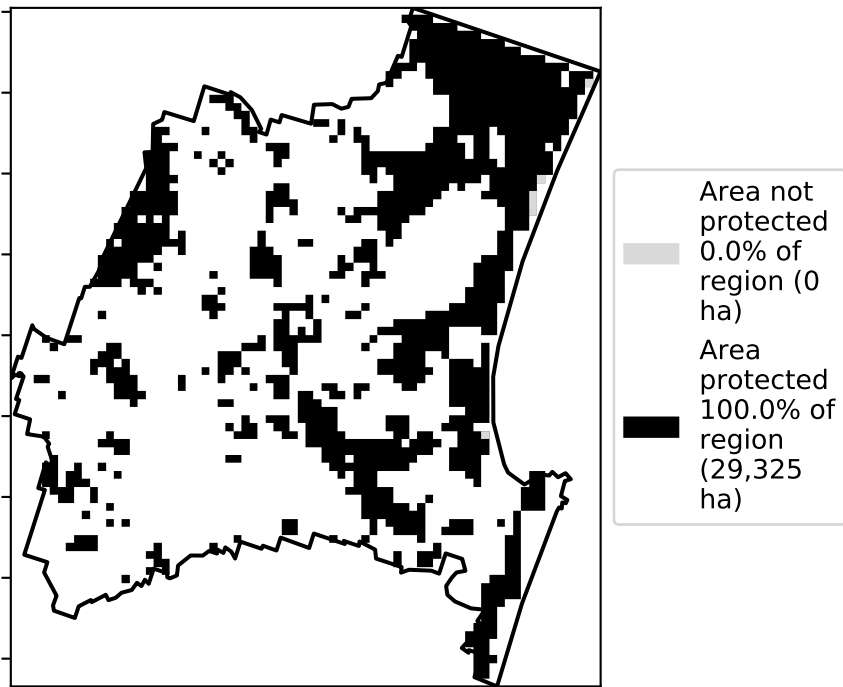 Area not
protected
0.0% of
region (0
ha)
Area
protected
100.0% of
region
(29,325
ha)